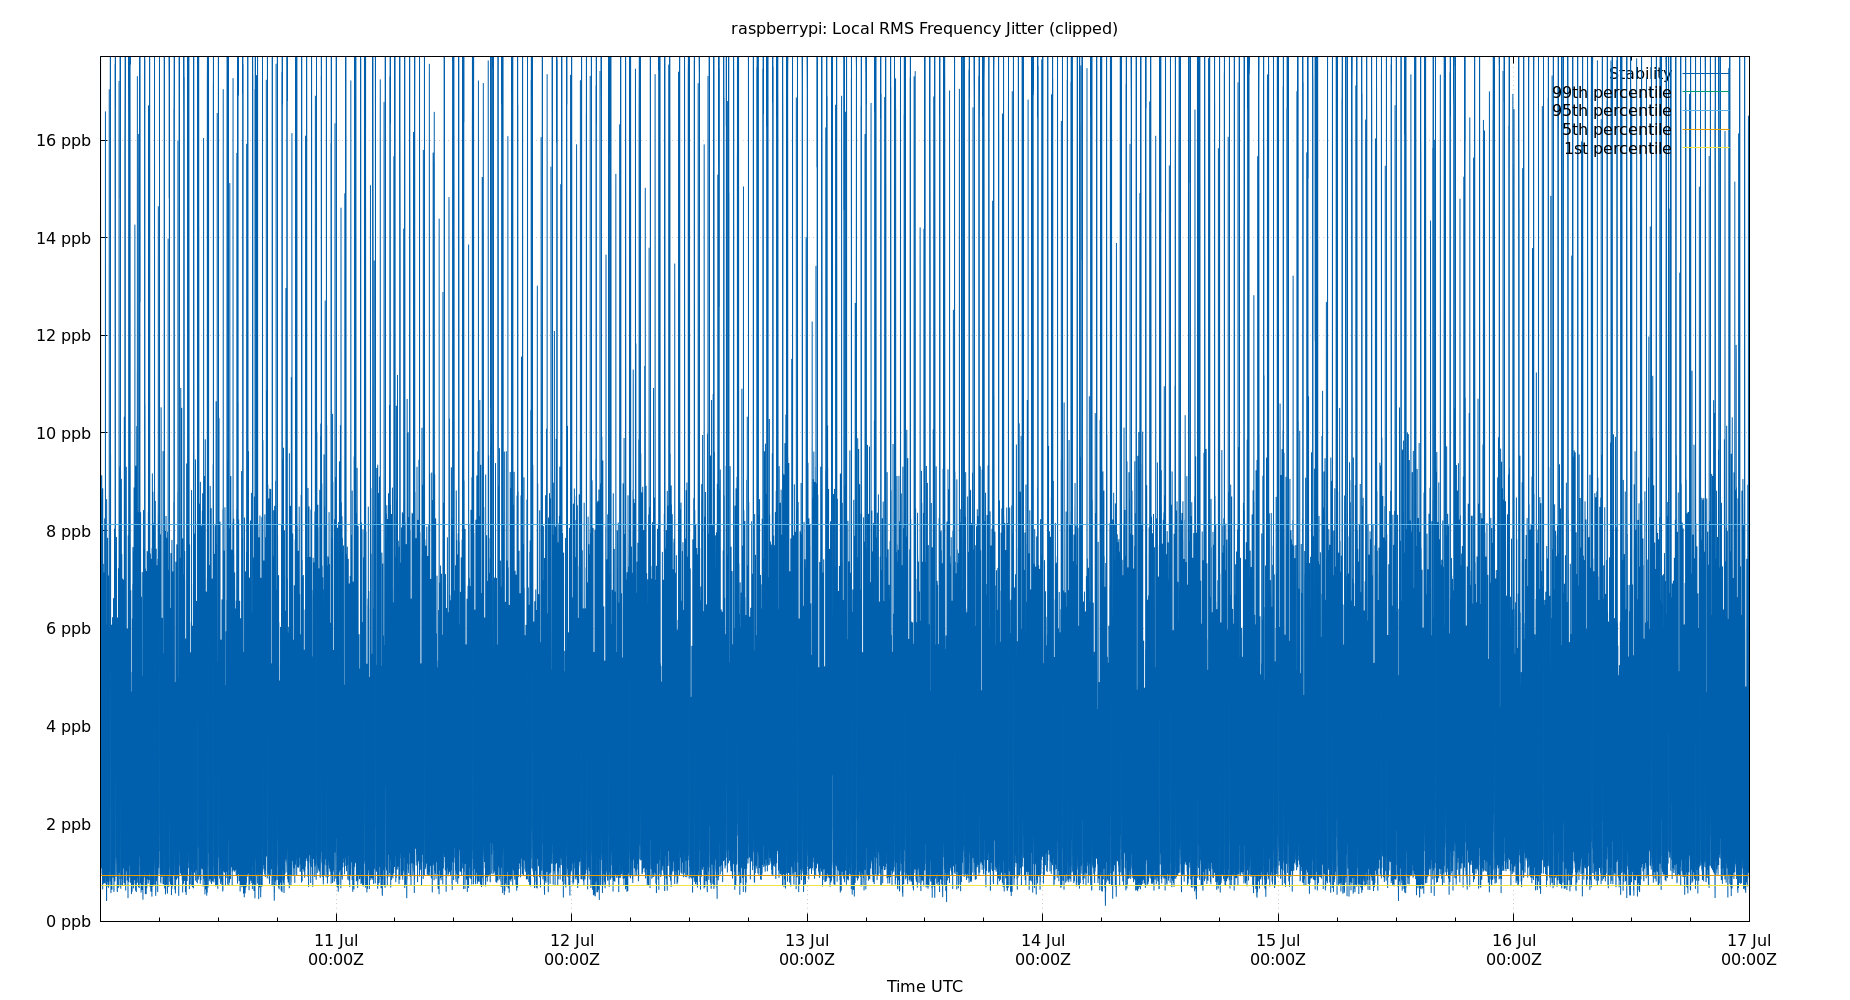 raspberrypi: Local RMS Frequency Jitter (clipped)
Stability
99th percentile
95th percentile
5th percentile
1st percentile
16 ppb
14 ppb
12 ppb
10 ppb
8 ppb
6 ppb
4 ppb
2 ppb
0 ppb
11 Jul 12 Jul 13 Jul 14 Jul 15 Jul 16 Jul 17 Jul
00:00Z 00:00Z 00:00Z 00:00Z 00:00Z 00:00Z 00:00Z
Time UTC